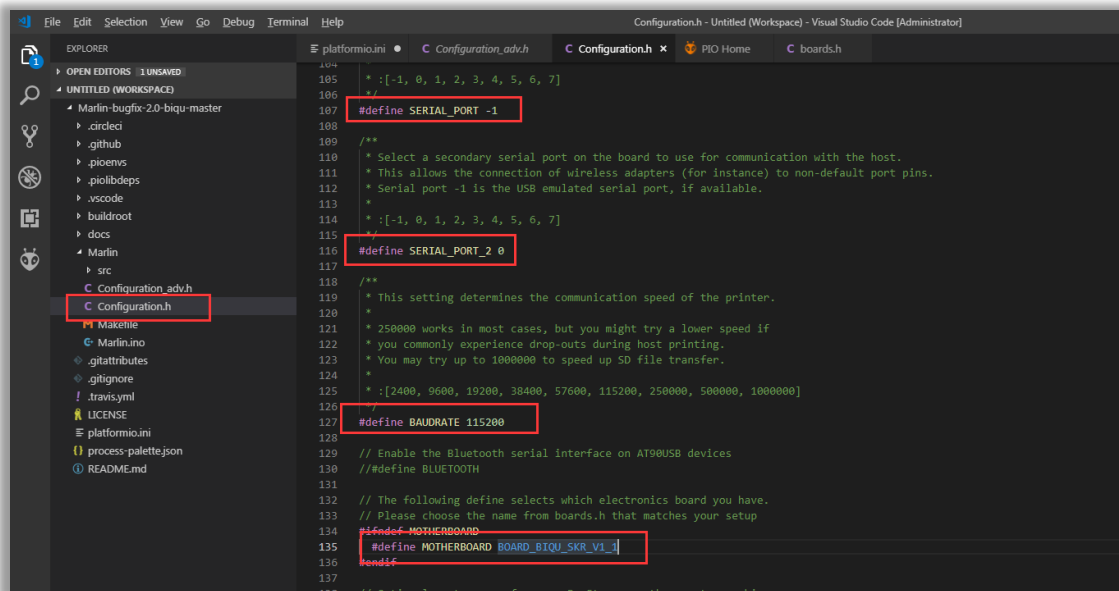 File Edit Selection View Go Debug Terminal Help Configuration.h - Untitled (Workspace) - Visual Studio Code [Administrator]
EXPLORER
OPEN EDITORS 1 UNSAVED
UNTITLED (WORKSPACE)
Marlin-bugfix-2.0-biqu-master
.circleci
.github
.pioenvs
.piolibdeps
.vscode
buildroot
docs
Marlin
src
Configuration_adv.h
Configuration.h
Makefile
Marlin.ino
.gitattributes
.gitignore
.travis.yml
LICENSE
platformio.ini
process-palette.json
README.md
1
platformio.ini Configuration_adv.h Configuration.h × PIO Home boards.h
104 *
105 * :[-1, 0, 1, 2, 3, 4, 5, 6, 7]
106 */
107 #define SERIAL_PORT -1
108
109 /**
110 * Select a secondary serial port on the board to use for communication with the host.
111 * This allows the connection of wireless adapters (for instance) to non-default port pins.
112 * Serial port -1 is the USB emulated serial port, if available.
113 *
114 * :[-1, 0, 1, 2, 3, 4, 5, 6, 7]
115 */
116 #define SERIAL_PORT_2 0
117
118 /**
119 * This setting determines the communication speed of the printer.
120 *
121 * 250000 works in most cases, but you might try a lower speed if
122 * you commonly experience drop-outs during host printing.
123 * You may try up to 1000000 to speed up SD file transfer.
124 *
125 * :[2400, 9600, 19200, 38400, 57600, 115200, 250000, 500000, 1000000]
126 */
127 #define BAUDRATE 115200
128
129 // Enable the Bluetooth serial interface on AT90USB devices
130 //#define BLUETOOTH
131
132 // The following define selects which electronics board you have.
133 // Please choose the name from boards.h that matches your setup
134 #ifndef MOTHERBOARD
135 #define MOTHERBOARD BOARD_BIQU_SKR_V1_1
136 #endif
137